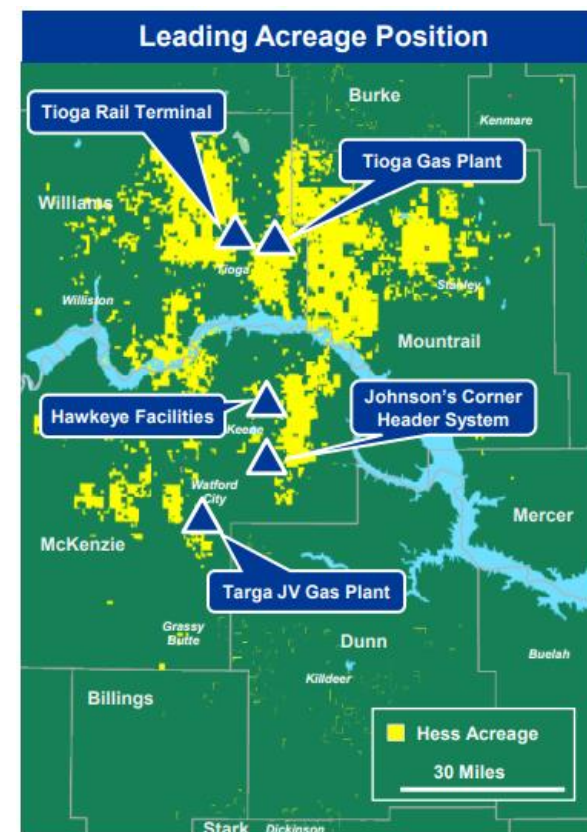 Leading Acreage Position
Burke
Tioga Rail Terminal
Kenmare
Tioga Gas Plant
Williams
Tioga
Stanley
Williston
Mountrail
Johnson's Corner
Header System
Hawkeye Facilities
Keene
Watford
City
Mercer
McKenzie
Targa JV Gas Plant
Grassy
Butte
Dunn
Buelah
Killdeer
Billings
Hess Acreage
30 Miles
Stark
Dickinson